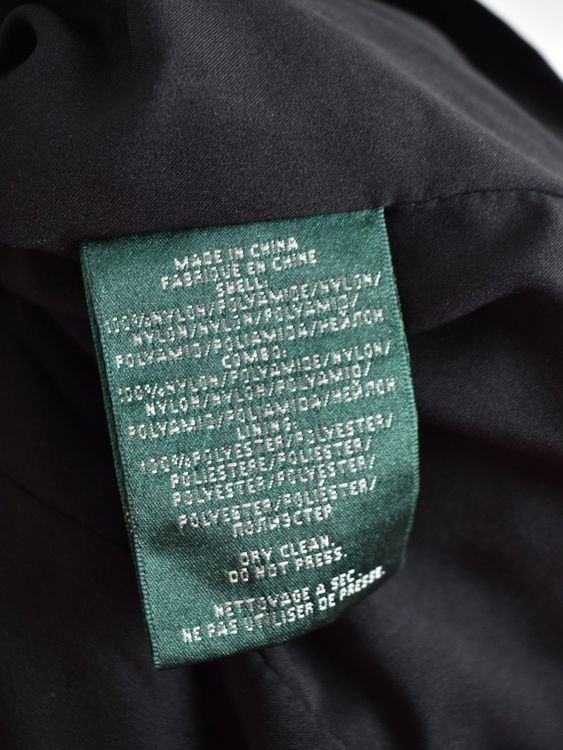 MADE IN CHINA
FABRIQUE EN CHINE
SHELL:
100%NYLON/POLYAMIDE/NYLON/
NYLON/NYLON/POLYAMID/
POLYAMID/POLIAMIDA/НЕЙЛОН
COMBO:
100%NYLON/POLYAMIDE/NYLON/
NYLON/NYLON/POLYAMID/
POLYAMID/POLIAMIDA/НЕЙЛОН
LINING:
100%POLYESTER/POLYESTER/
POLIESTERE/POLIESTER/
POLYESTER/POLYESTER/
POLYESTER/POLIESTER/
ПОЛИЭСТЕР
DRY CLEAN.
DO NOT PRESS.
NETTOYAGE A SEC.
NE PAS UTILISER DE PRESSE.